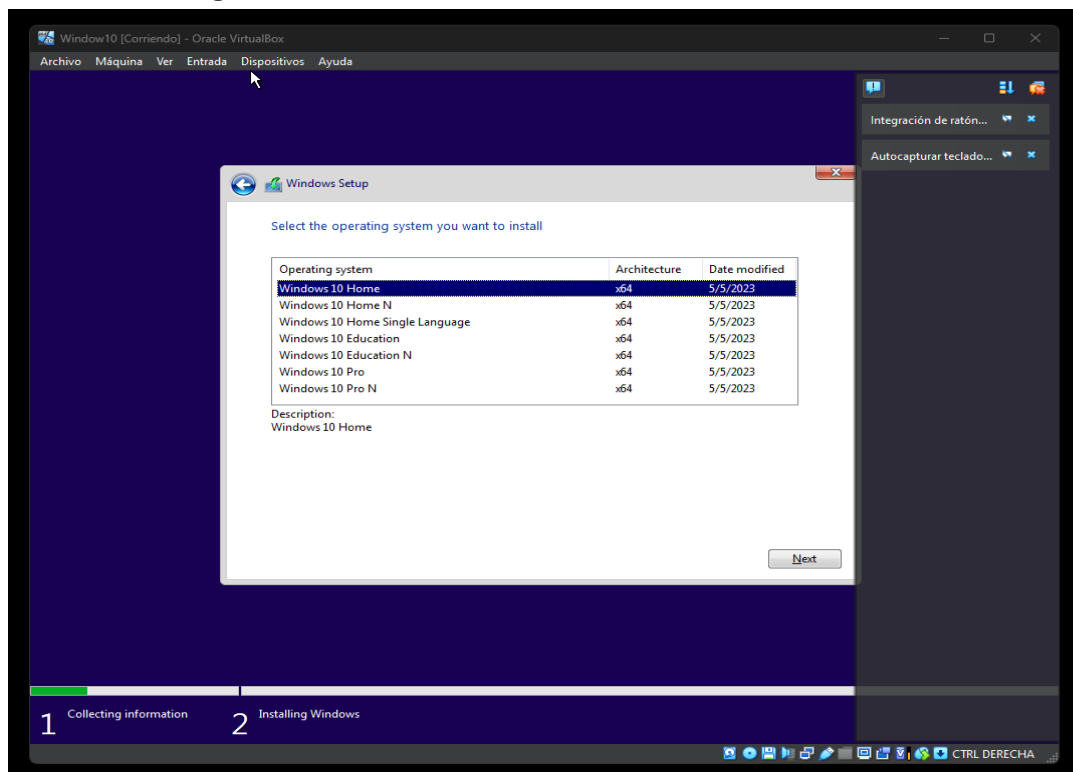 Window10 [Corriendo] - Oracle VirtualBox
Archivo Máquina Ver Entrada Dispositivos Ayuda
Integración de ratón...
Autocapturar teclado...
Windows Setup
Select the operating system you want to install
Operating system Architecture Date modified
Windows 10 Home x64 5/5/2023
Windows 10 Home N x64 5/5/2023
Windows 10 Home Single Language x64 5/5/2023
Windows 10 Education x64 5/5/2023
Windows 10 Education N x64 5/5/2023
Windows 10 Pro x64 5/5/2023
Windows 10 Pro N x64 5/5/2023
Description:
Windows 10 Home
Next
1 Collecting information 2 Installing Windows
CTRL DERECHA